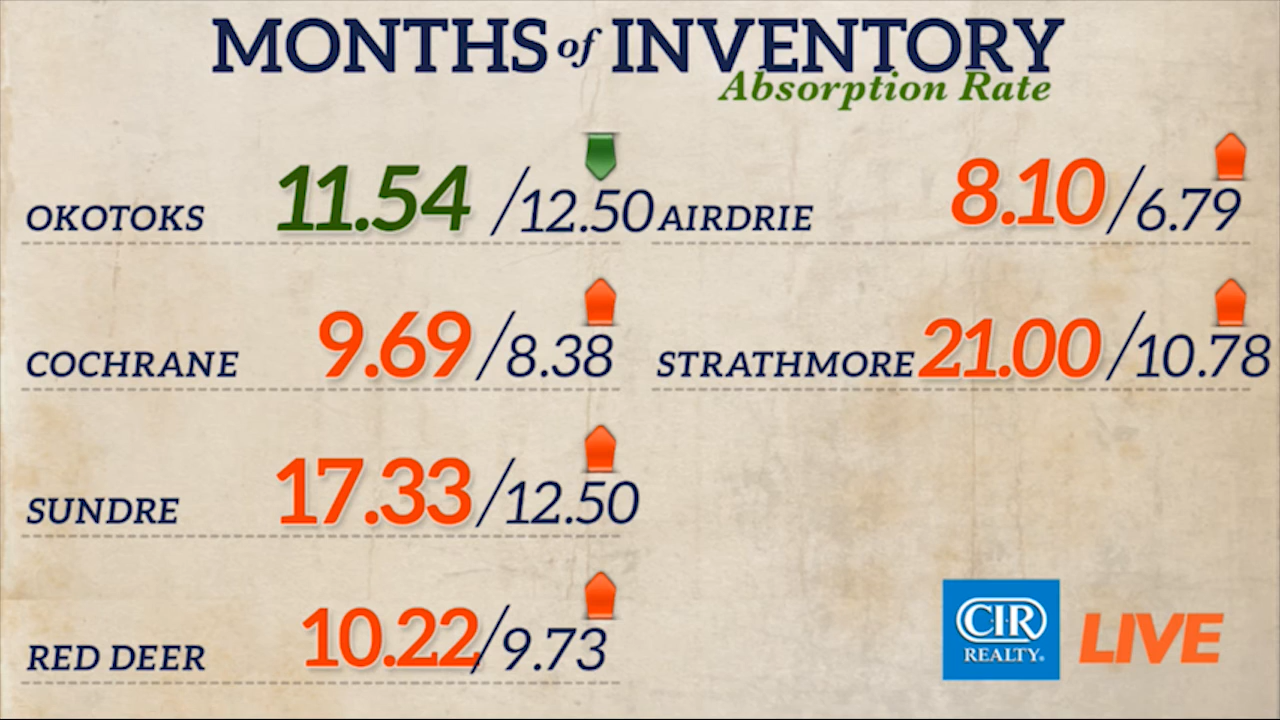 MONTHS of INVENTORY
Absorption Rate
OKOTOKS 11.54 /12.50
AIRDRIE 8.10/6.79
COCHRANE 9.69/8.38
STRATHMORE 21.00/10.78
SUNDRE 17.33/12.50
RED DEER 10.22/9.73
CIR
REALTY.
LIVE